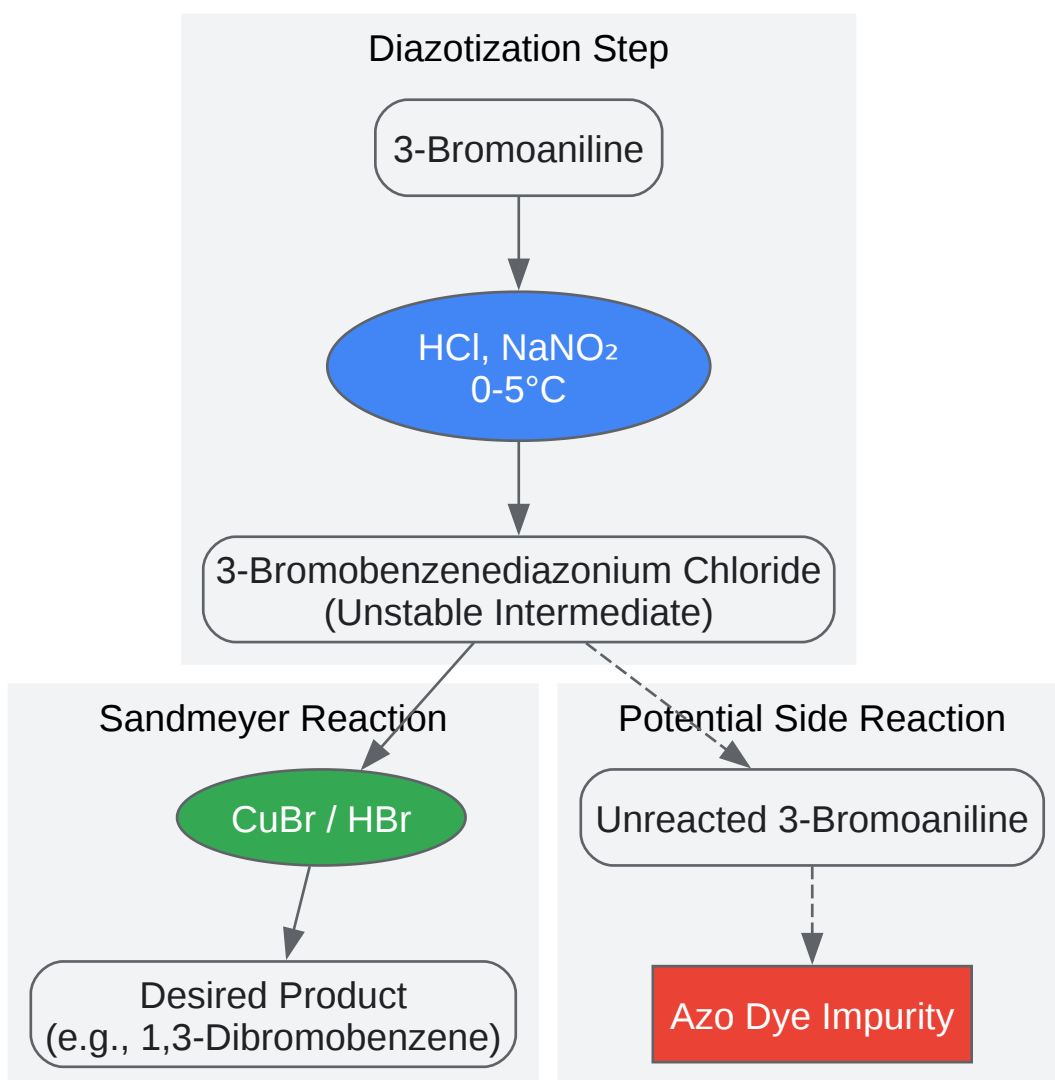 Diazotization Step
3-Bromoaniline
HCl, NaNO₂
0-5°C
3-Bromobenzenediazonium Chloride
(Unstable Intermediate)
Sandmeyer Reaction
CuBr / HBr
Desired Product
(e.g., 1,3-Dibromobenzene)
Potential Side Reaction
Unreacted 3-Bromoaniline
Azo Dye Impurity